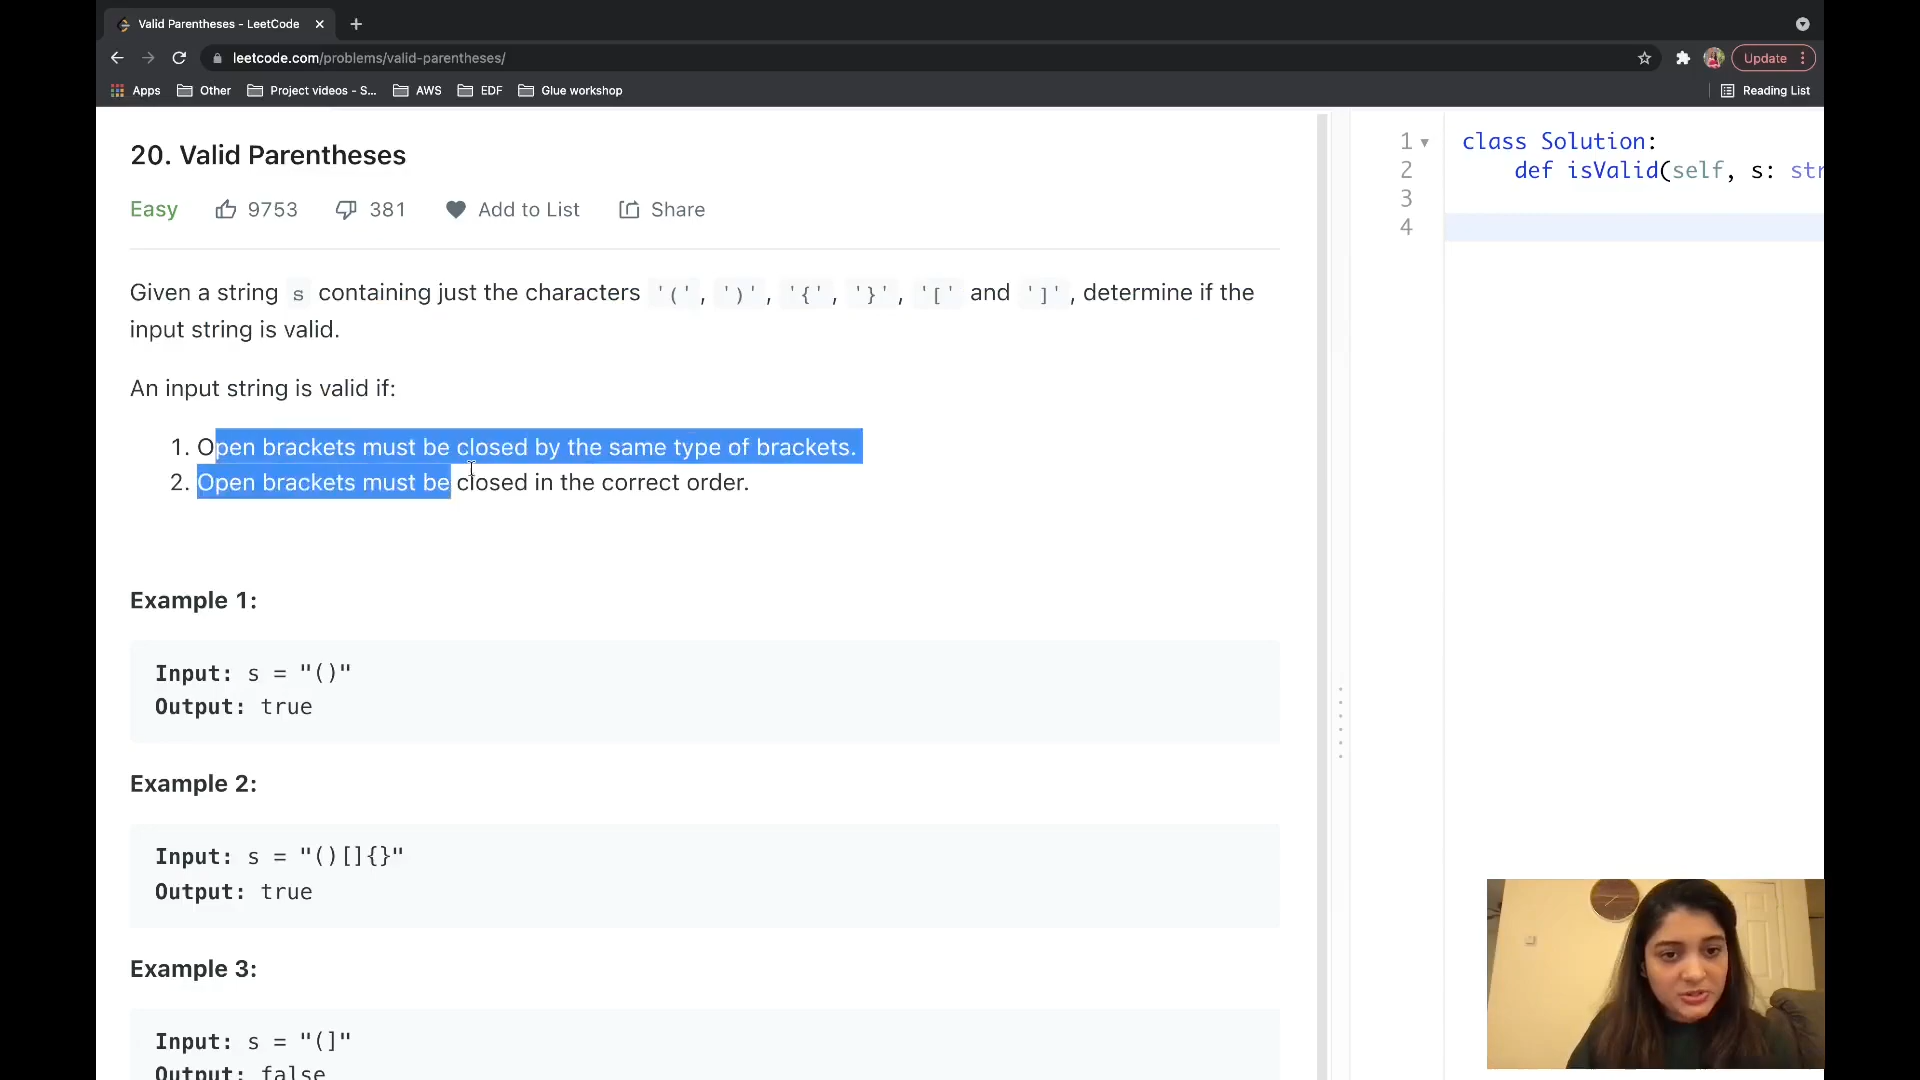 Valid Parentheses - LeetCode
leetcode.com/problems/valid-parentheses/
Update
Apps Other Project videos - S... AWS EDF Glue workshop Reading List
20. Valid Parentheses
Easy 9753 381 Add to List Share
Given a string s containing just the characters '(', ')', '{', '}', '[' and ']', determine if the
input string is valid.
An input string is valid if:
1. Open brackets must be closed by the same type of brackets.
2. Open brackets must be closed in the correct order.
Example 1:
Input: s = "()"
Output: true
Example 2:
Input: s = "()[]{}"
Output: true
Example 3:
Input: s = "(]"
Output: false
1 class Solution:
2 def isValid(self, s: str
3
4